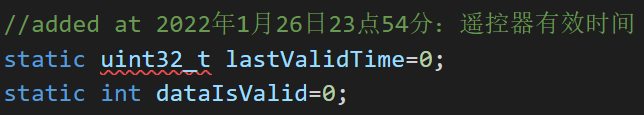 //added at 2022年1月26日23点54分：遥控器有效时间
static uint32_t lastValidTime=0;
static int dataIsValid=0;